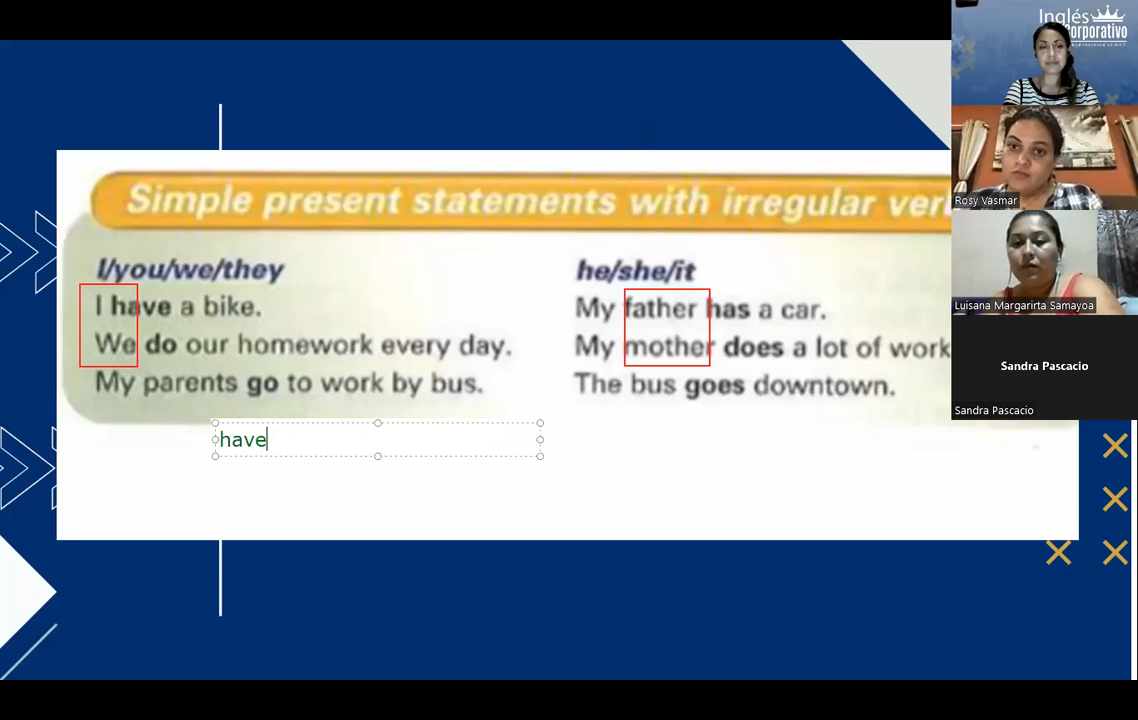 Inglés
Corporativo
Simple present statements with irregular ver
I/you/we/they
I have a bike.
We do our homework every day.
My parents go to work by bus.
he/she/it
My father has a car.
My mother does a lot of work
The bus goes downtown.
have
Rosy Vasmar
Luisana Margarirta Samayoa
Sandra Pascacio
Sandra Pascacio